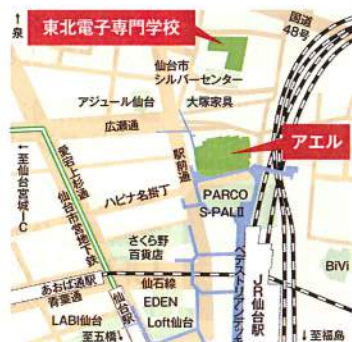 ↑
泉
東北電子専門学校
国道
48号
仙台市
シルバーセンター
アジュール仙台
大塚家具
広瀬通
アエル
←至仙台宮城IC
愛宕上杉通
仙台市営地下鉄
駅前通
ハピナ名掛丁
PARCO
S-PALⅡ
さくら野
百貨店
ペデストリアンデッキ
BiVi
あおば通駅
青葉通
仙石線
仙台駅
EDEN
JR仙台駅
LABI仙台
Loft仙台
至五橋↓
↓至福島